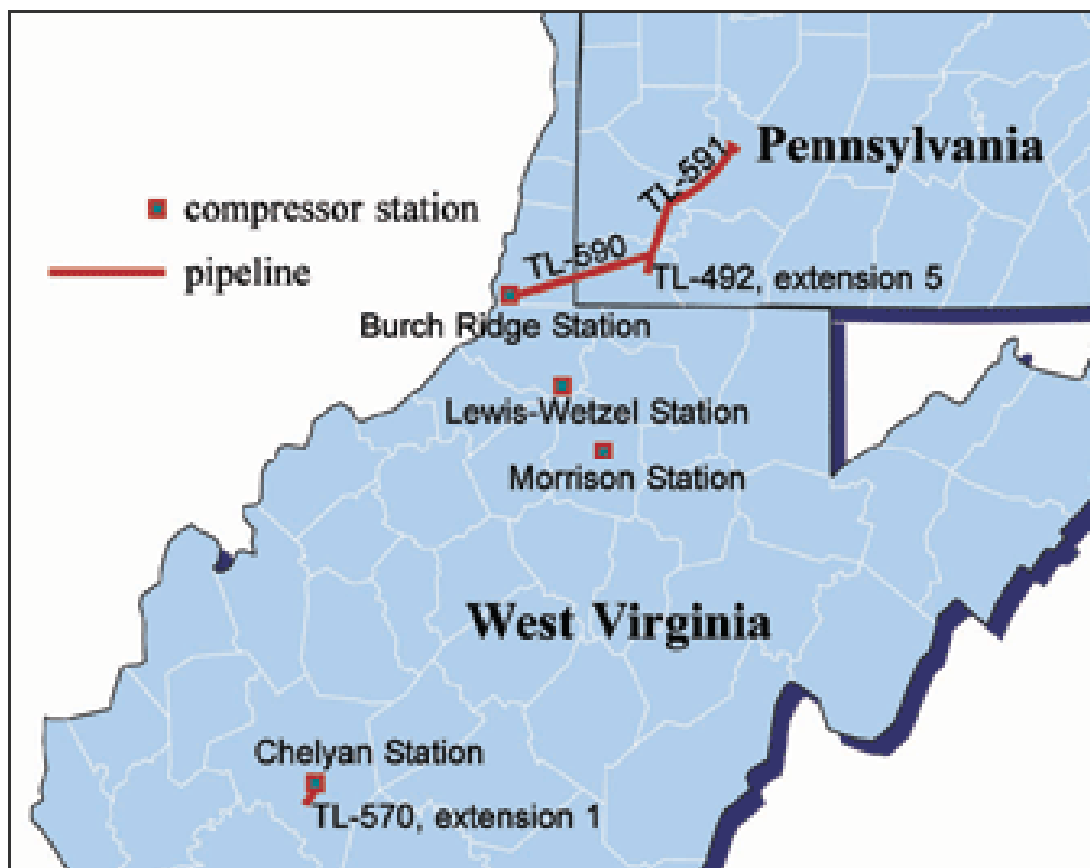 Pennsylvania
TL-591
compressor station
pipeline
TL-590
TL-492, extension 5
Burch Ridge Station
Lewis-Wetzel Station
Morrison Station
West Virginia
Chelyan Station
TL-570, extension 1